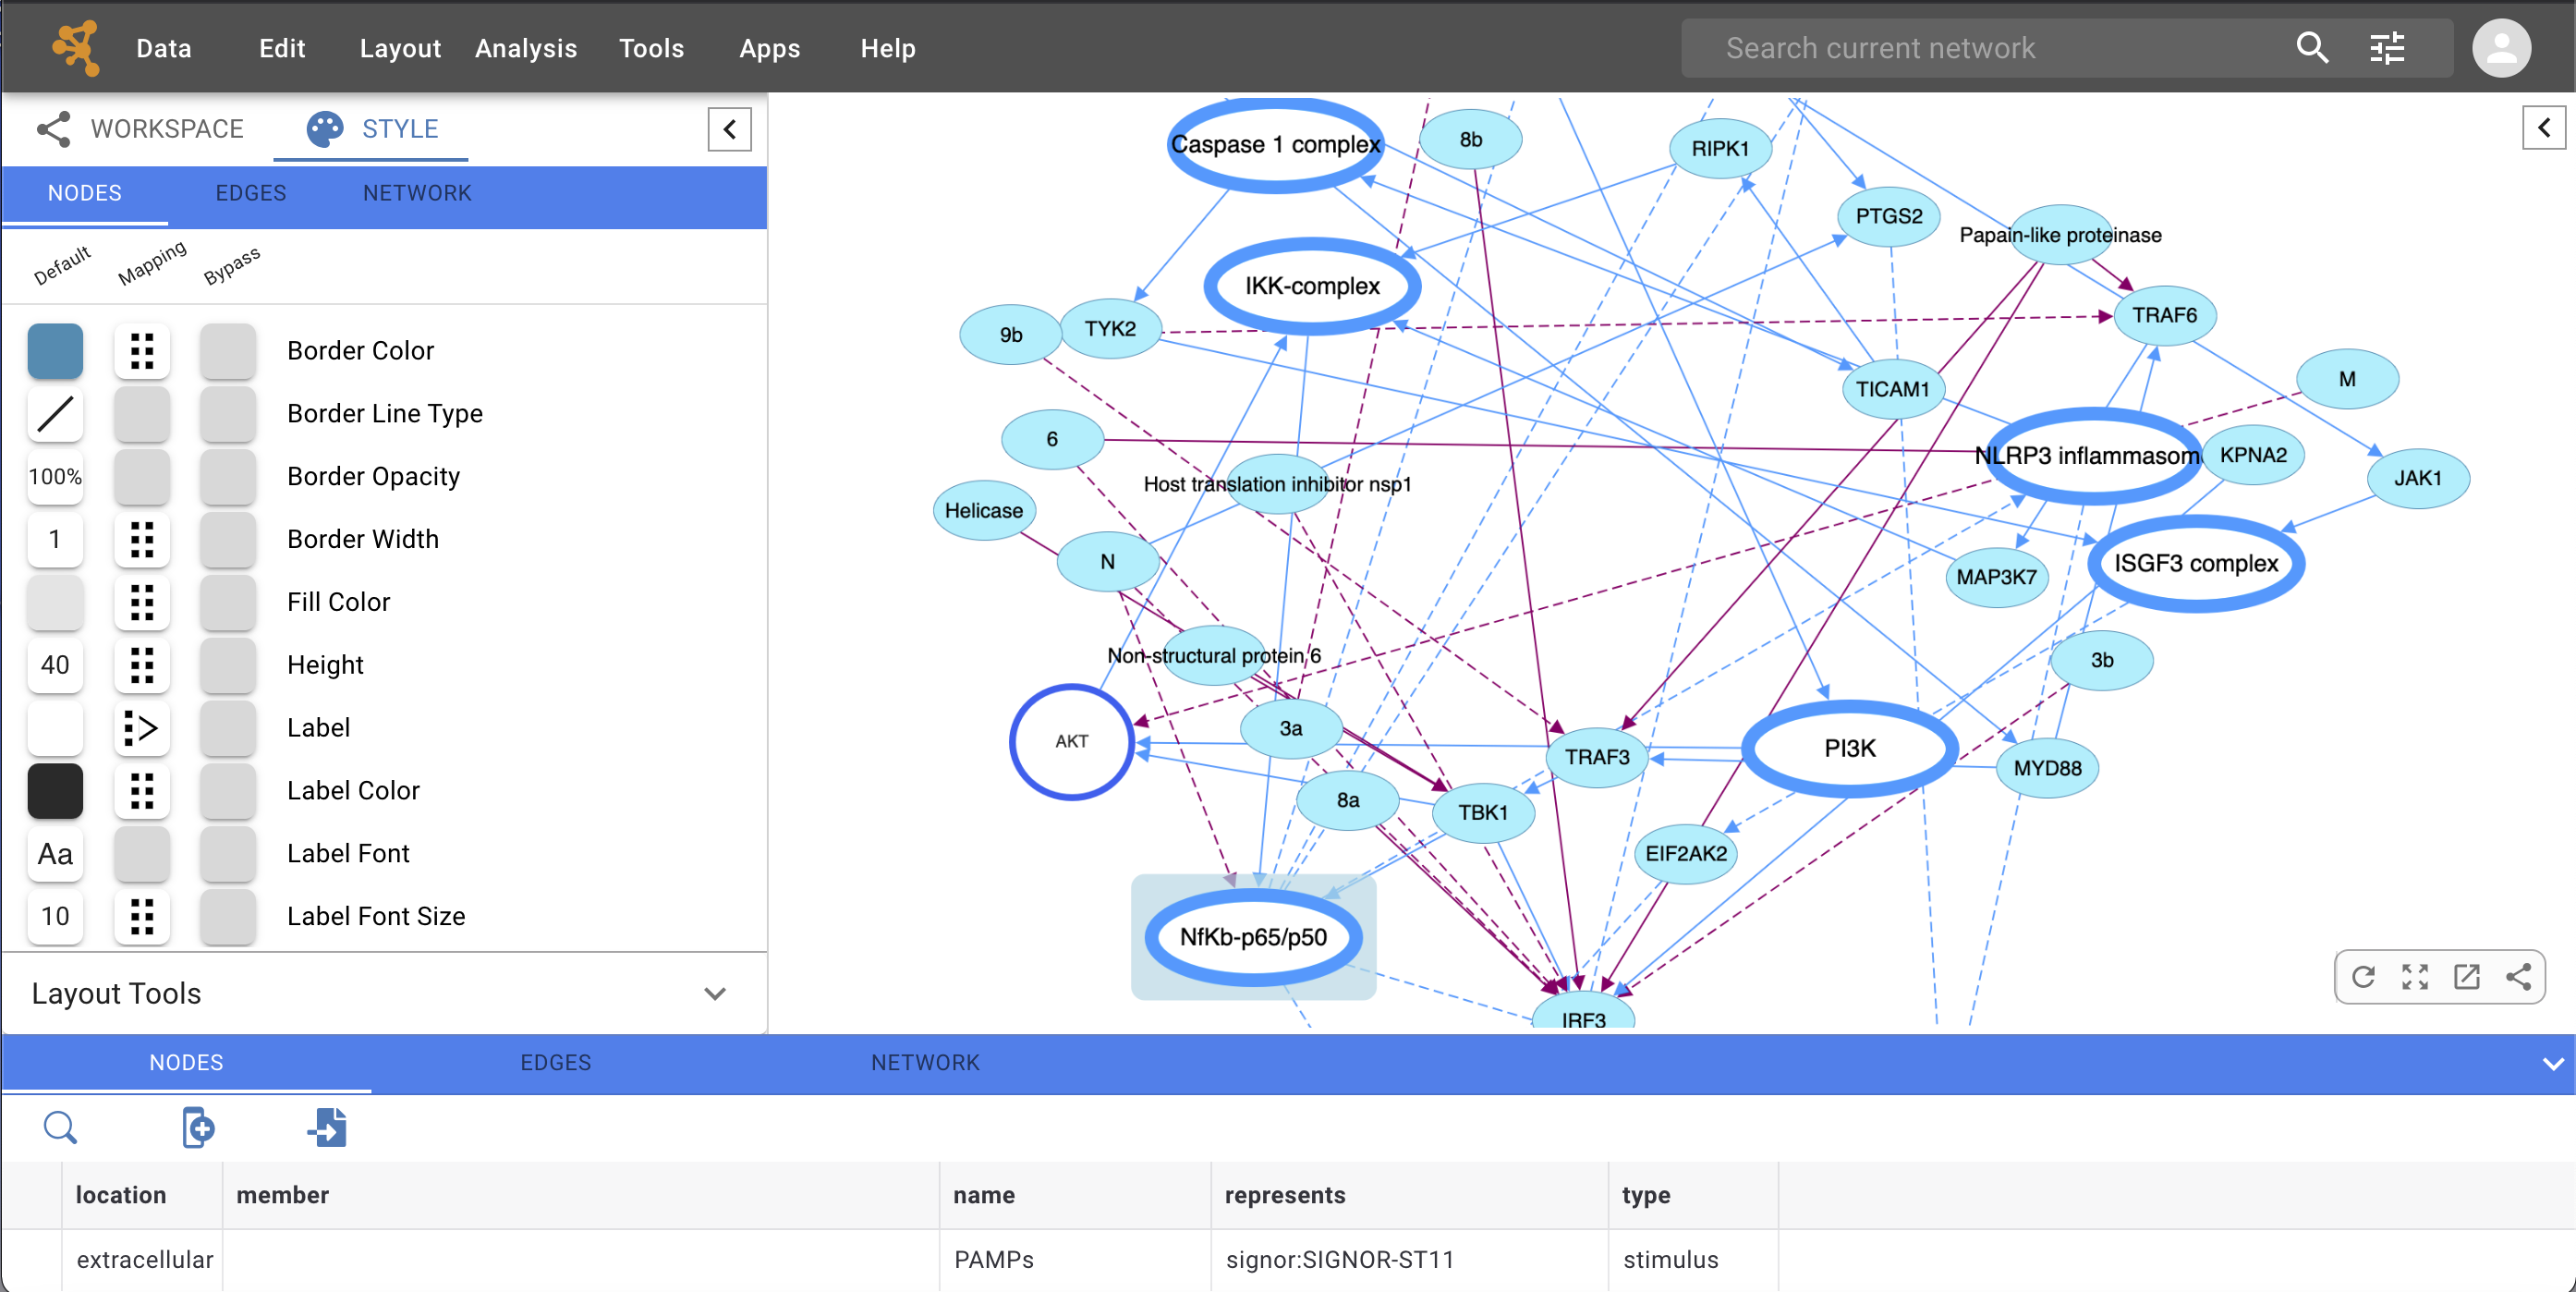 Data Edit Layout Analysis Tools Apps Help Search current network
WORKSPACE STYLE
NODES EDGES NETWORK
Default Mapping Bypass
Border Color
Border Line Type
100% Border Opacity
1 Border Width
Fill Color
40 Height
Label
Label Color
Aa Label Font
10 Label Font Size
Layout Tools
Caspase 1 complex
8b
RIPK1
PTGS2
Papain-like proteinase
IKK-complex
9b
TYK2
TRAF6
M
TICAM1
6
NLRP3 inflammasom
KPNA2
JAK1
Host translation inhibitor nsp1
Helicase
N
ISGF3 complex
MAP3K7
Non-structural protein 6
3b
AKT
3a
TRAF3
PI3K
MYD88
8a
TBK1
EIF2AK2
NfKb-p65/p50
IRF3
NODES EDGES NETWORK
location member name represents type
extracellular PAMPs signor:SIGNOR-ST11 stimulus